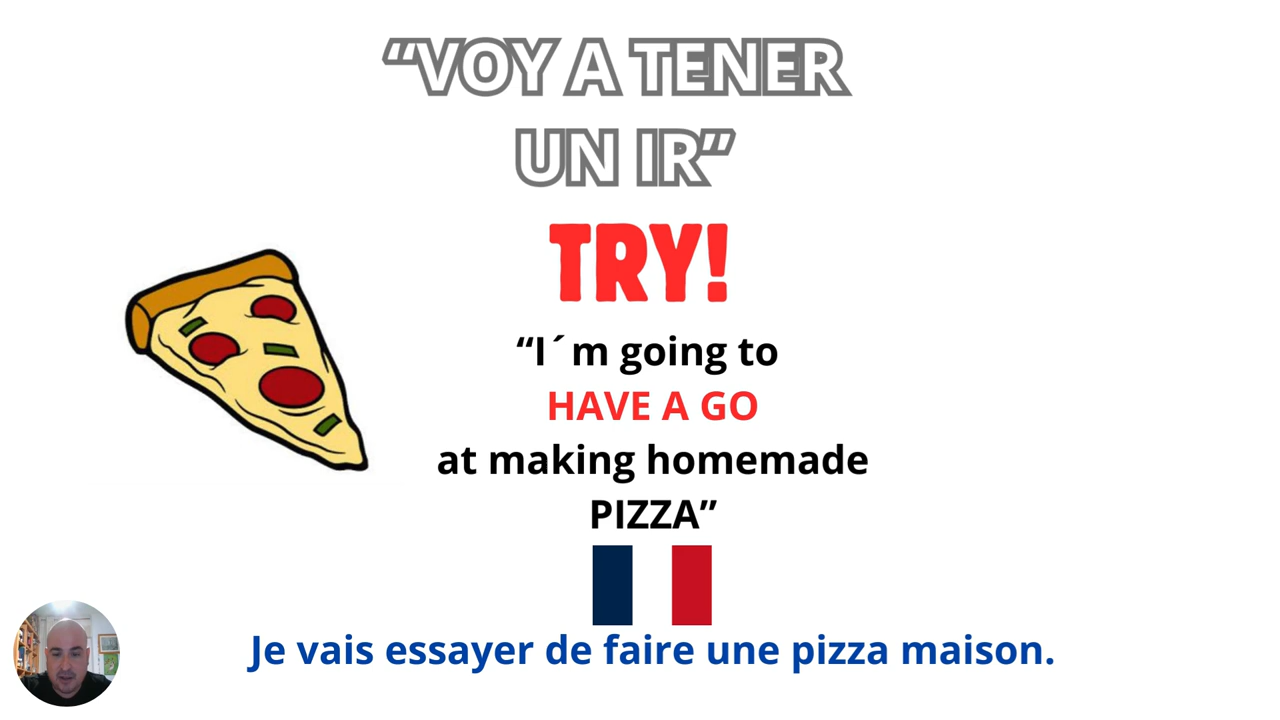 “VOY A TENER
UN IR”
TRY!
“I´m going to
HAVE A GO
at making homemade
PIZZA”
Je vais essayer de faire une pizza maison.